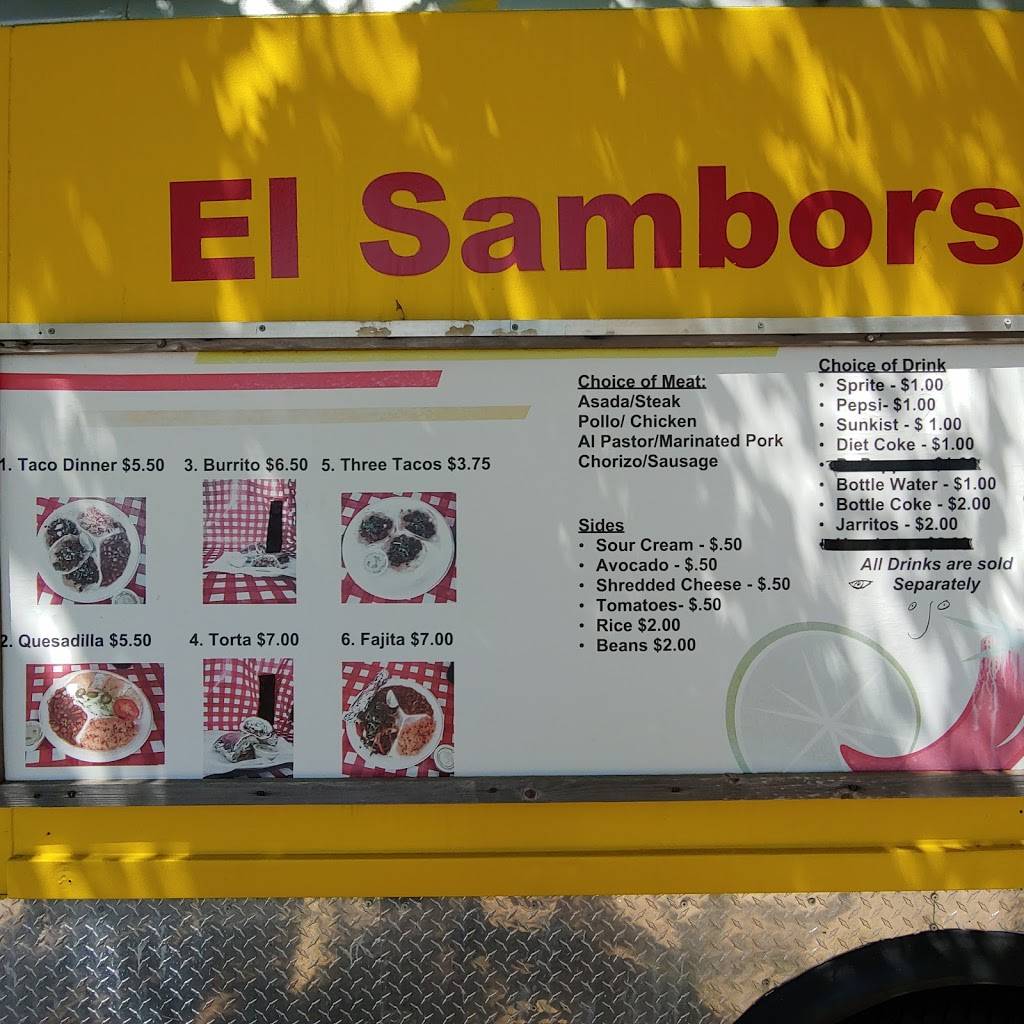 El Sambors
1. Taco Dinner $5.50
3. Burrito $6.50
5. Three Tacos $3.75
2. Quesadilla $5.50
4. Torta $7.00
6. Fajita $7.00
Choice of Meat:
Asada/Steak
Pollo/ Chicken
Al Pastor/Marinated Pork
Chorizo/Sausage
Sides
• Sour Cream - $.50
• Avocado - $.50
• Shredded Cheese - $.50
• Tomatoes- $.50
• Rice $2.00
• Beans $2.00
Choice of Drink
• Sprite - $1.00
• Pepsi- $1.00
• Sunkist - $ 1.00
• Diet Coke - $1.00
• Bottle Water - $1.00
• Bottle Coke - $2.00
• Jarritos - $2.00
All Drinks are sold
Separately